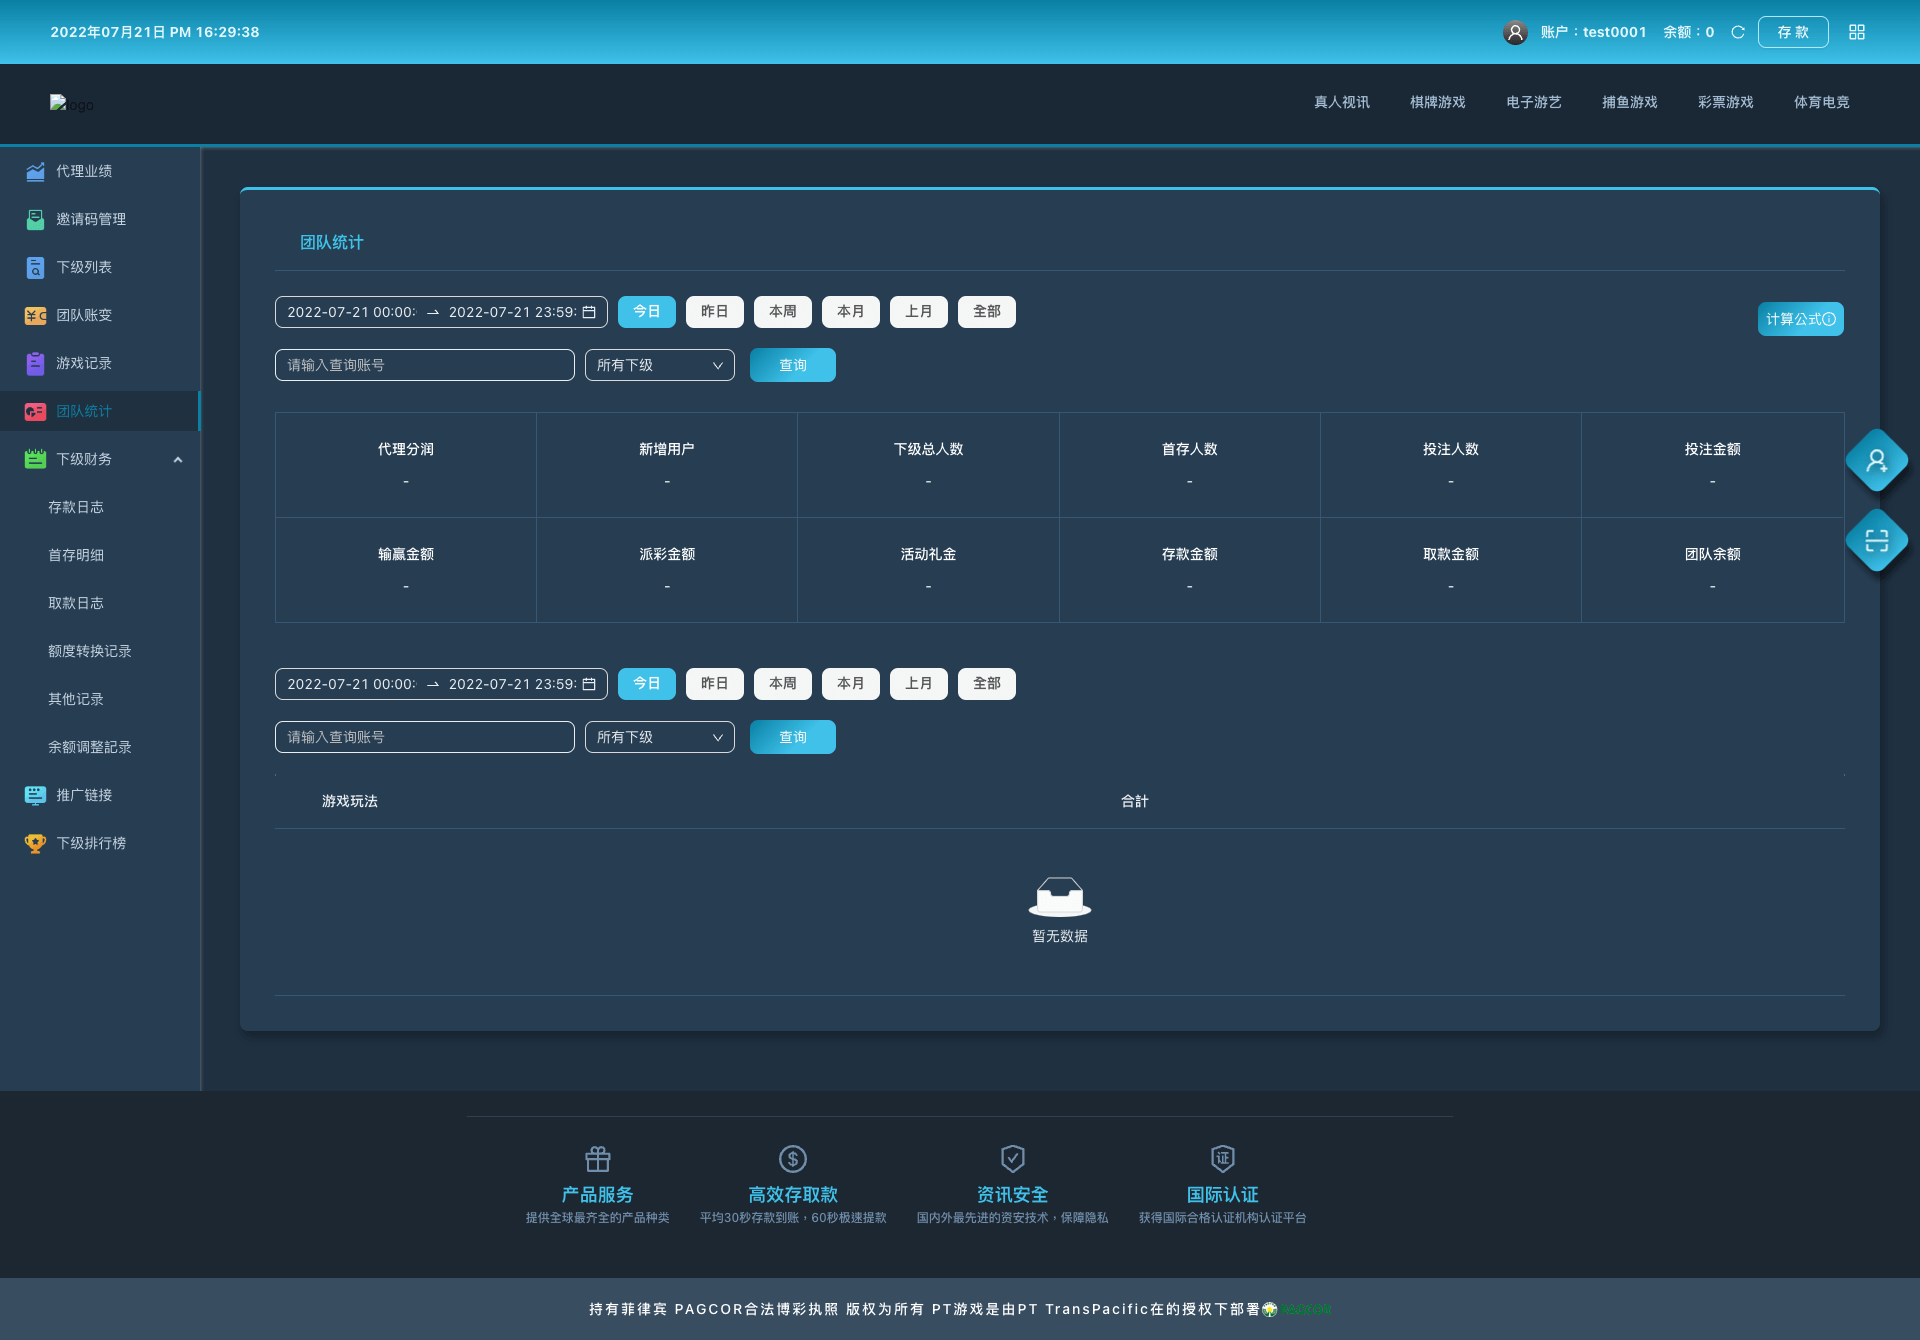 2022年07月21日 PM 16:29:38
账户：test0001 余额：0 存 款
logo
真人视讯 棋牌游戏 电子游艺 捕鱼游戏 彩票游戏 体育电竞
代理业绩
邀请码管理
下级列表
团队账变
游戏记录
团队统计
下级财务
存款日志
首存明细
取款日志
额度转换记录
其他记录
余额调整記录
推广链接
下级排行榜
团队统计
2022-07-21 00:00: 2022-07-21 23:59: 今日 昨日 本周 本月 上月 全部
计算公式
请输入查询账号 所有下级 查询
代理分润 新增用户 下级总人数 首存人数 投注人数 投注金额
- - - - - -
输赢金额 派彩金额 活动礼金 存款金额 取款金额 团队余额
- - - - - -
2022-07-21 00:00: 2022-07-21 23:59: 今日 昨日 本周 本月 上月 全部
请输入查询账号 所有下级 查询
游戏玩法 合計
暂无数据
证
产品服务 高效存取款 资讯安全 国际认证
提供全球最齐全的产品种类 平均30秒存款到账，60秒极速提款 国内外最先进的资安技术，保障隐私 获得国际合格认证机构认证平台
持有菲律宾 PAGCOR合法博彩执照 版权为所有 PT游戏是由PT TransPacific在的授权下部署